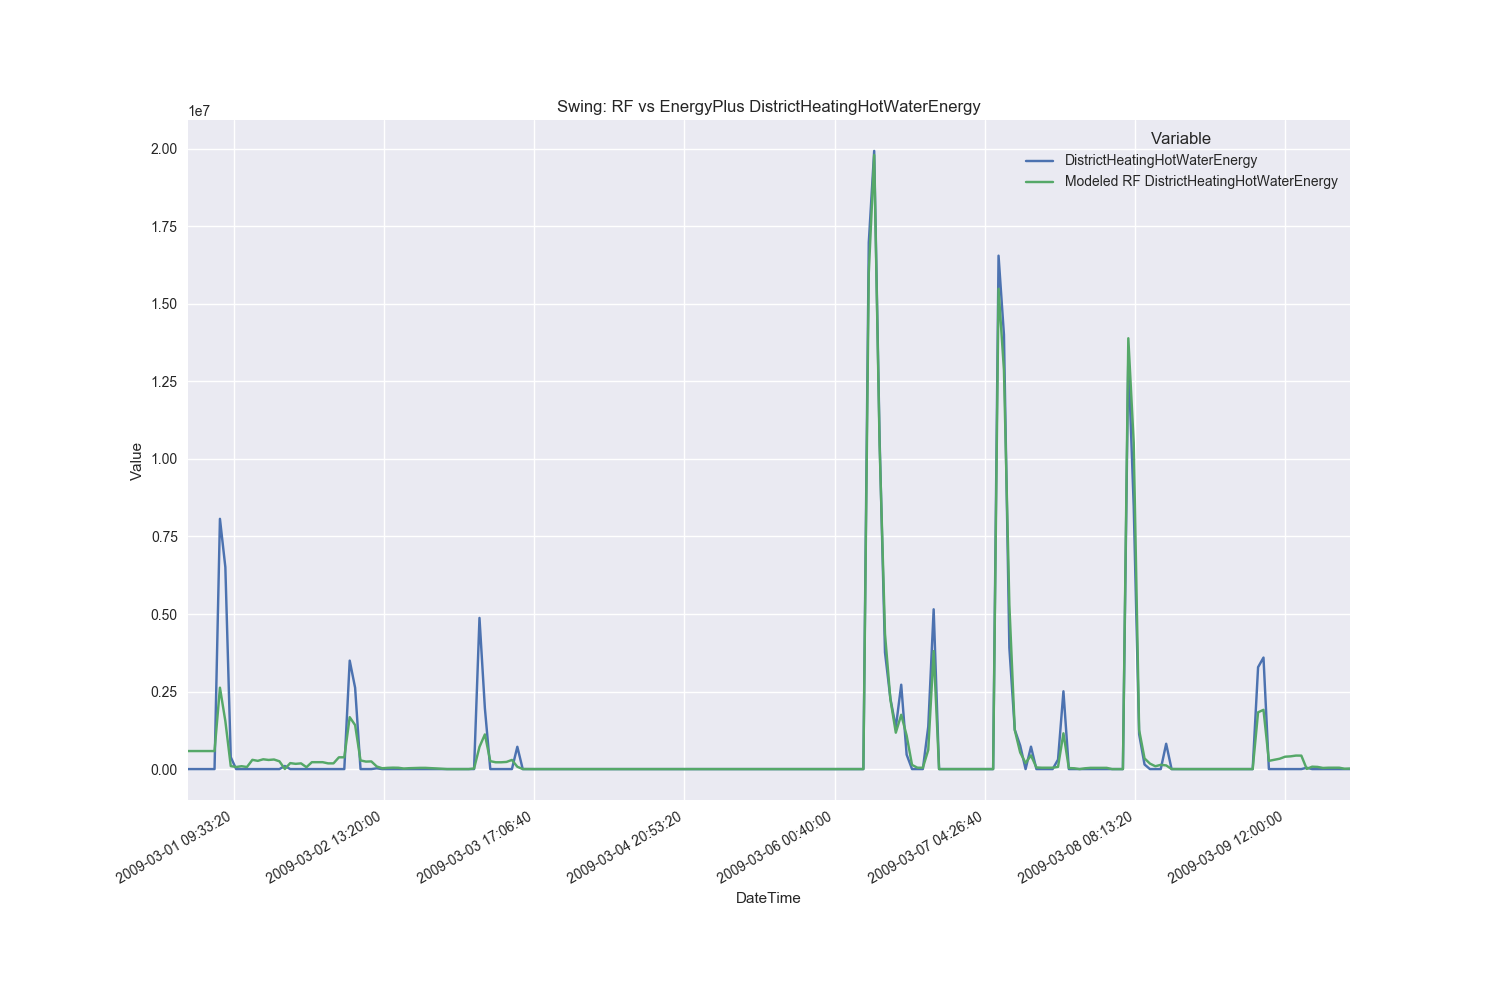 Swing: RF vs EnergyPlus DistrictHeatingHotWaterEnergy
1e7
Variable
DistrictHeatingHotWaterEnergy
Modeled RF DistrictHeatingHotWaterEnergy
2.00
1.75
1.50
1.25
1.00
0.75
0.50
0.25
0.00
Value
2009-03-01 09:33:20
2009-03-02 13:20:00
2009-03-03 17:06:40
2009-03-04 20:53:20
2009-03-06 00:40:00
2009-03-07 04:26:40
2009-03-08 08:13:20
2009-03-09 12:00:00
DateTime